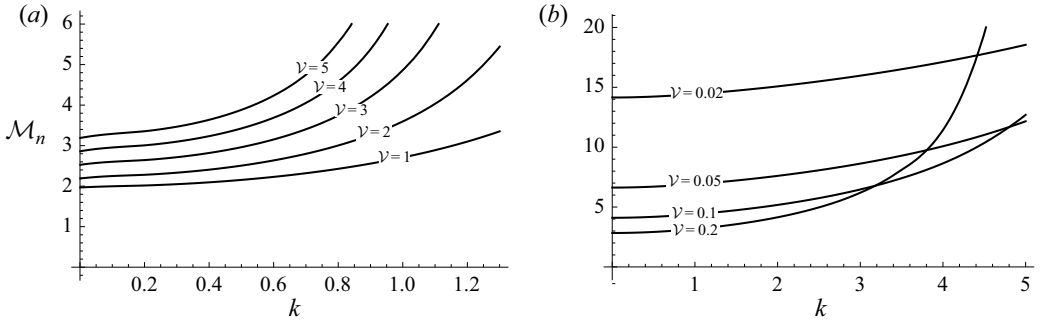 (a)
6
5
4
3
2
1
ℳn
𝒱 = 5
𝒱 = 4
𝒱 = 3
𝒱 = 2
𝒱 = 1
0.2 0.4 0.6 0.8 1.0 1.2
k
(b)
20
15
10
5
𝒱 = 0.02
𝒱 = 0.05
𝒱 = 0.1
𝒱 = 0.2
0 1 2 3 4 5
k